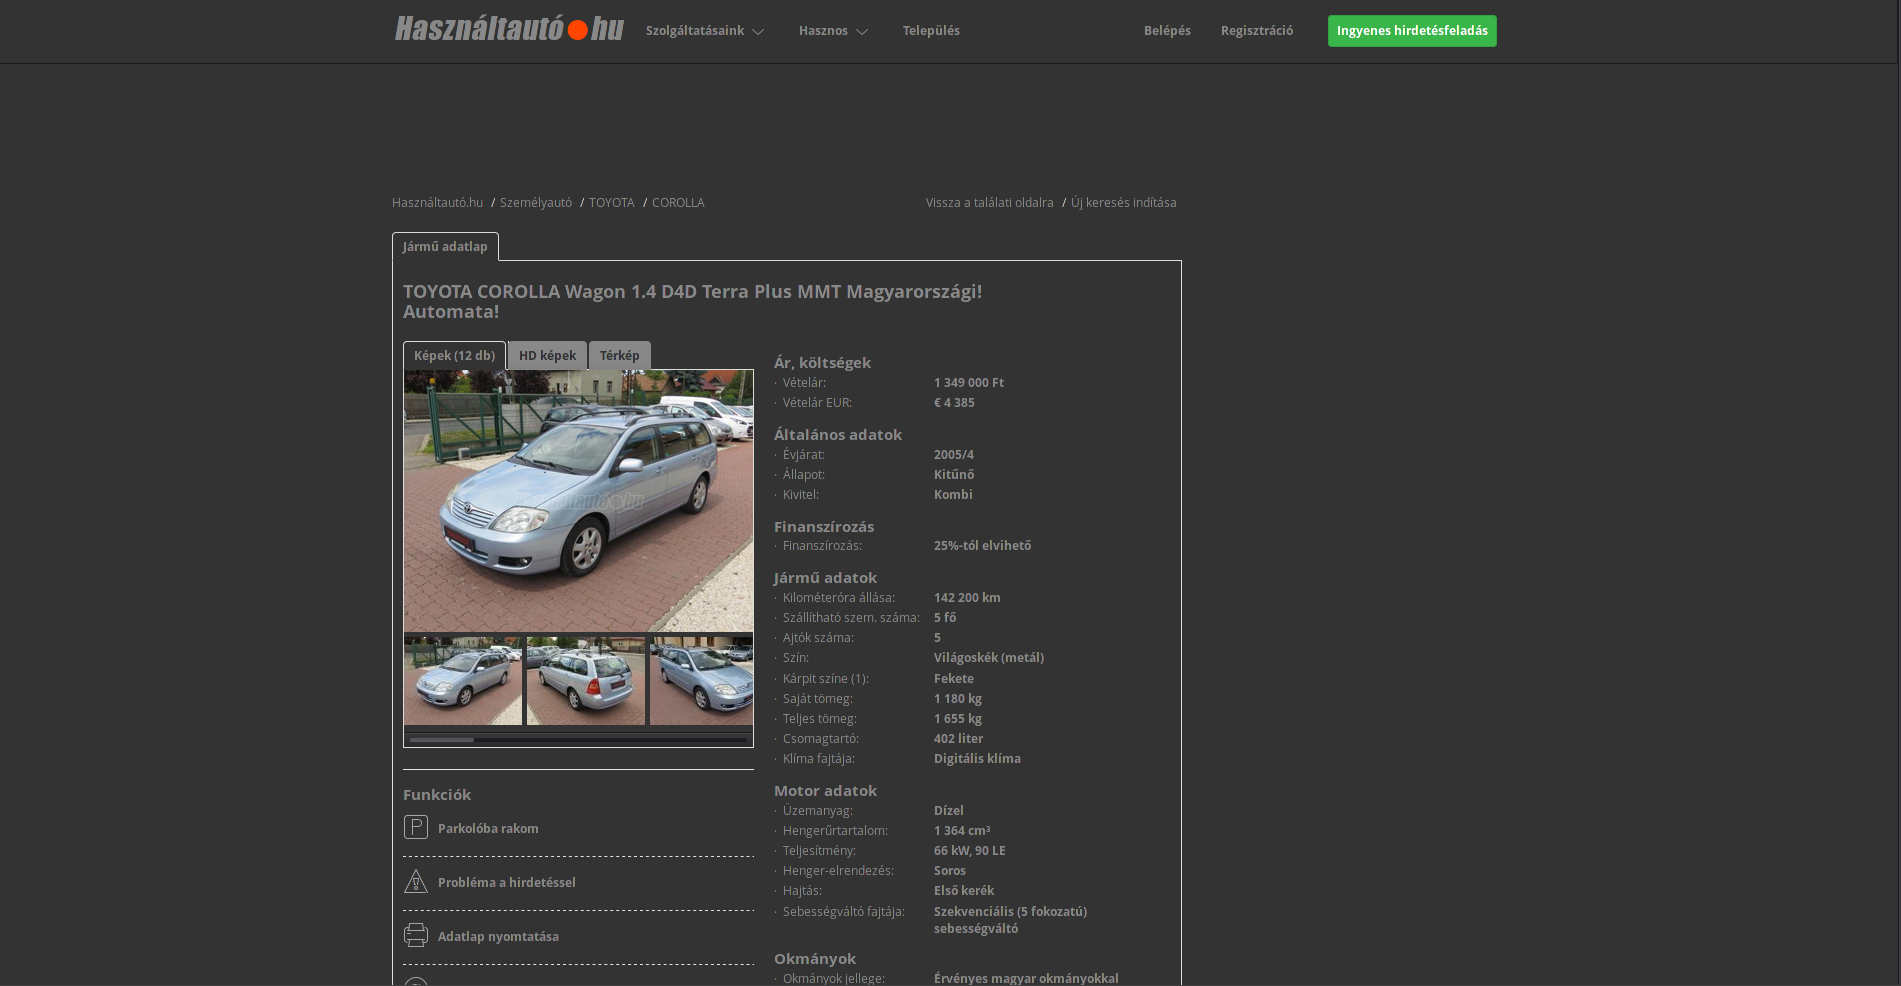 Használtautó.hu
Szolgáltatásaink Hasznos Település Belépés Regisztráció Ingyenes hirdetésfeladás
Használtautó.hu / Személyautó / TOYOTA / COROLLA
Vissza a találati oldalra / Új keresés indítása
Jármű adatlap
TOYOTA COROLLA Wagon 1.4 D4D Terra Plus MMT Magyarországi!
Automata!
Képek (12 db) HD képek Térkép
Használtautó.hu
Funkciók
Parkolóba rakom
Probléma a hirdetéssel
Adatlap nyomtatása
Ár, költségek
· Vételár: 1 349 000 Ft
· Vételár EUR: € 4 385
Általános adatok
· Évjárat: 2005/4
· Állapot: Kitűnő
· Kivitel: Kombi
Finanszírozás
· Finanszírozás: 25%-tól elvihető
Jármű adatok
· Kilométeróra állása: 142 200 km
· Szállítható szem. száma: 5 fő
· Ajtók száma: 5
· Szín: Világoskék (metál)
· Kárpit színe (1): Fekete
· Saját tömeg: 1 180 kg
· Teljes tömeg: 1 655 kg
· Csomagtartó: 402 liter
· Klíma fajtája: Digitális klíma
Motor adatok
· Üzemanyag: Dízel
· Hengerűrtartalom: 1 364 cm³
· Teljesítmény: 66 kW, 90 LE
· Henger-elrendezés: Soros
· Hajtás: Első kerék
· Sebességváltó fajtája: Szekvenciális (5 fokozatú)
sebességváltó
Okmányok
· Okmányok jellege: Érvényes magyar okmányokkal